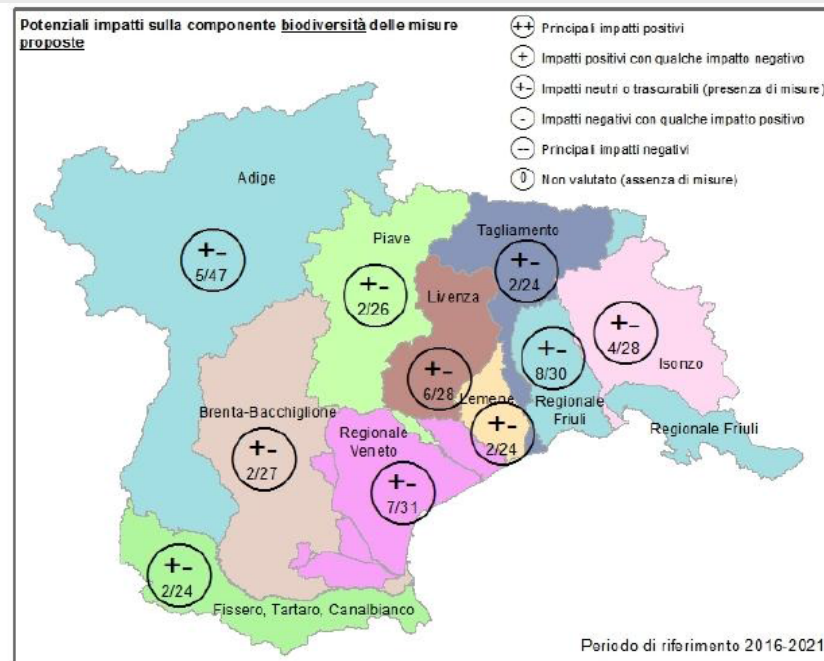 Potenziali impatti sulla componente biodiversità delle misure
proposte
++ Principali impatti positivi
+ Impatti positivi con qualche impatto negativo
+- Impatti neutri o trascurabili (presenza di misure)
- Impatti negativi con qualche impatto positivo
-- Principali impatti negativi
0 Non valutato (assenza di misure)
Adige
+-
5/47
Piave
+-
2/26
Tagliamento
+-
2/24
Livenza
+-
6/28
Lemene
+-
2/24
+-
8/30
Regionale
Friuli
+-
4/28
Isonzo
Regionale Friuli
Brenta-Bacchiglione
+-
2/27
Regionale
Veneto
+-
7/31
+-
2/24
Fissero, Tartaro, Canalbianco
Periodo di riferimento 2016-2021